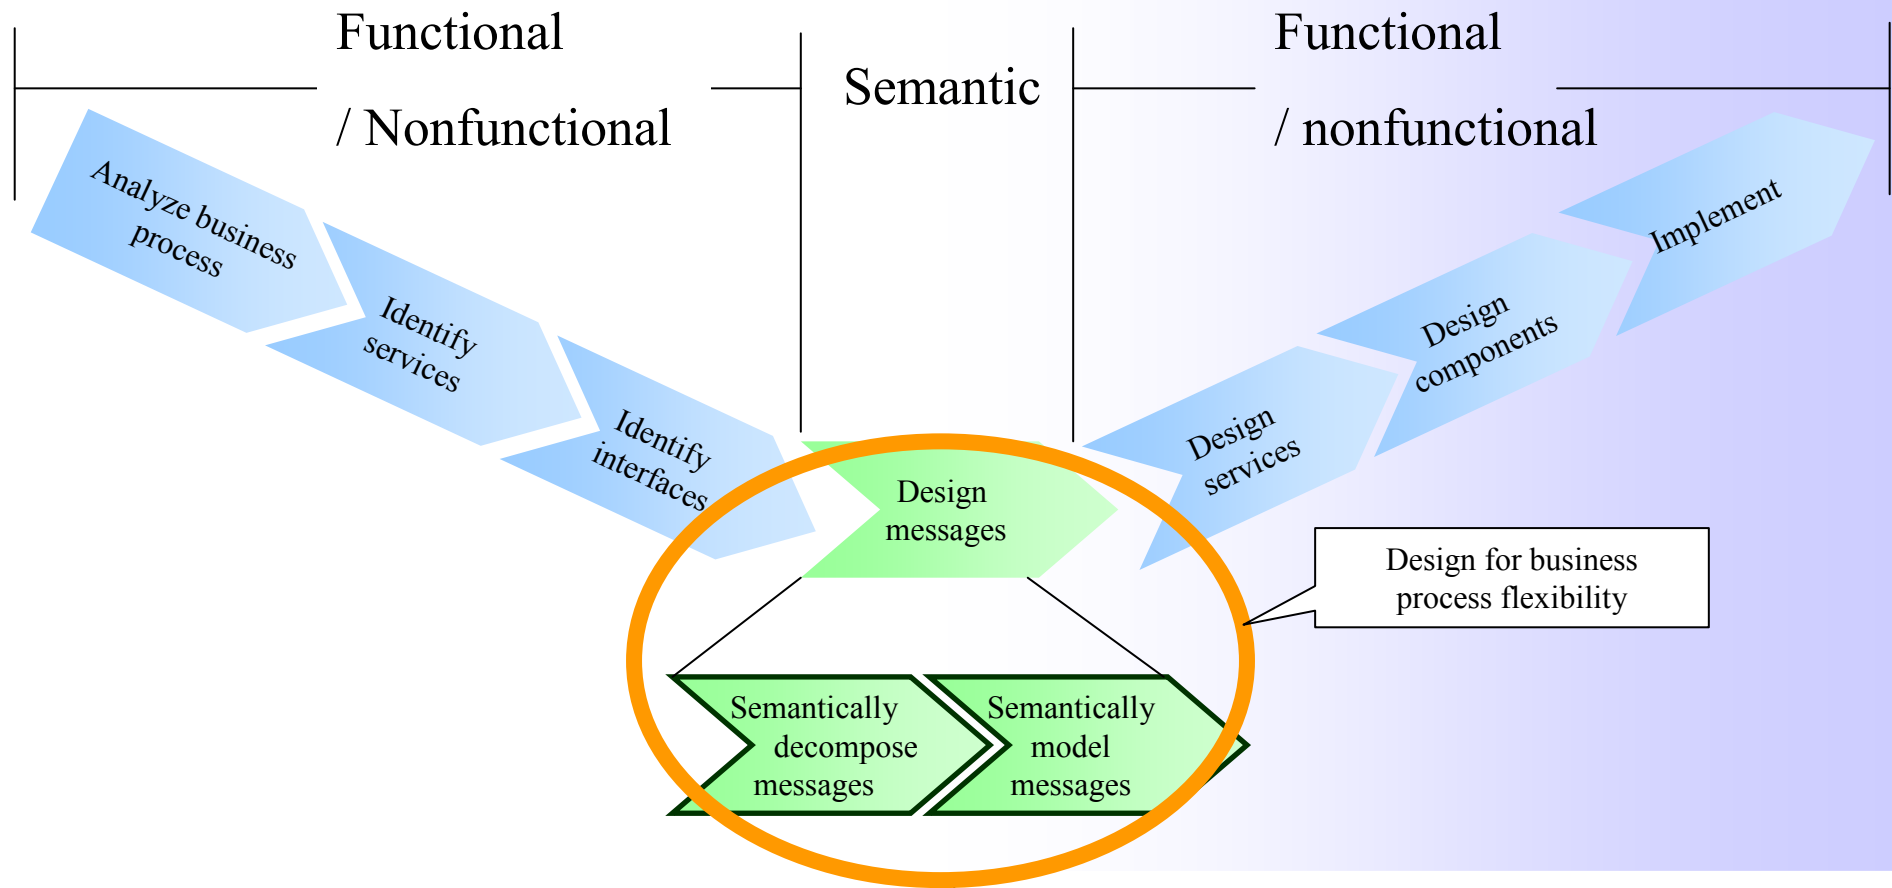 Functional
/ Nonfunctional
Semantic
Functional
/ nonfunctional
Analyze business
process
Identify
services
Identify
interfaces
Design
messages
Design
services
Design
components
Implement
Design for business
process flexibility
Semantically
decompose
messages
Semantically
model
messages